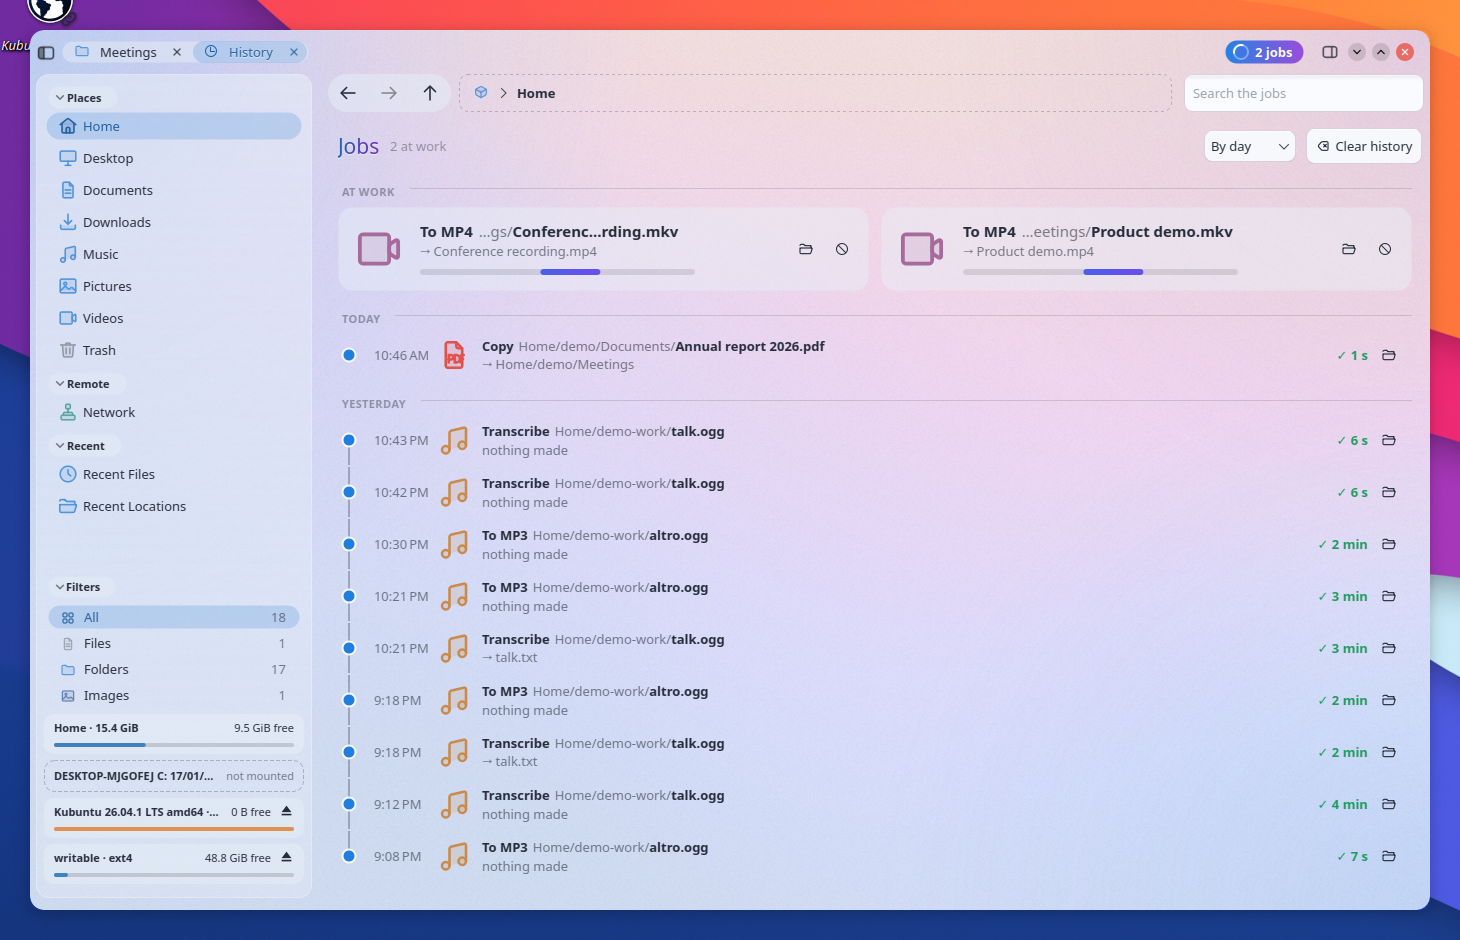 Kubu
Meetings
History
2 jobs
Places
Home
Desktop
Documents
Downloads
Music
Pictures
Videos
Trash
Remote
Network
Recent
Recent Files
Recent Locations
Filters
All 18
Files 1
Folders 17
Images 1
Home · 15.4 GiB 9.5 GiB free
DESKTOP-MJGOFEJ C: 17/01/... not mounted
Kubuntu 26.04.1 LTS amd64 ·... 0 B free
writable · ext4 48.8 GiB free
Home
Search the jobs
Jobs 2 at work
By day
Clear history
AT WORK
To MP4 ...gs/Conferenc...rding.mkv
→ Conference recording.mp4
To MP4 ...eetings/Product demo.mkv
→ Product demo.mp4
TODAY
10:46 AM PDF Copy Home/demo/Documents/Annual report 2026.pdf ✓ 1 s
→ Home/demo/Meetings
YESTERDAY
10:43 PM Transcribe Home/demo-work/talk.ogg ✓ 6 s
nothing made
10:42 PM Transcribe Home/demo-work/talk.ogg ✓ 6 s
nothing made
10:30 PM To MP3 Home/demo-work/altro.ogg ✓ 2 min
nothing made
10:21 PM To MP3 Home/demo-work/altro.ogg ✓ 3 min
nothing made
10:21 PM Transcribe Home/demo-work/talk.ogg ✓ 3 min
→ talk.txt
9:18 PM To MP3 Home/demo-work/altro.ogg ✓ 2 min
nothing made
9:18 PM Transcribe Home/demo-work/talk.ogg ✓ 2 min
→ talk.txt
9:12 PM Transcribe Home/demo-work/talk.ogg ✓ 4 min
nothing made
9:08 PM To MP3 Home/demo-work/altro.ogg ✓ 7 s
nothing made